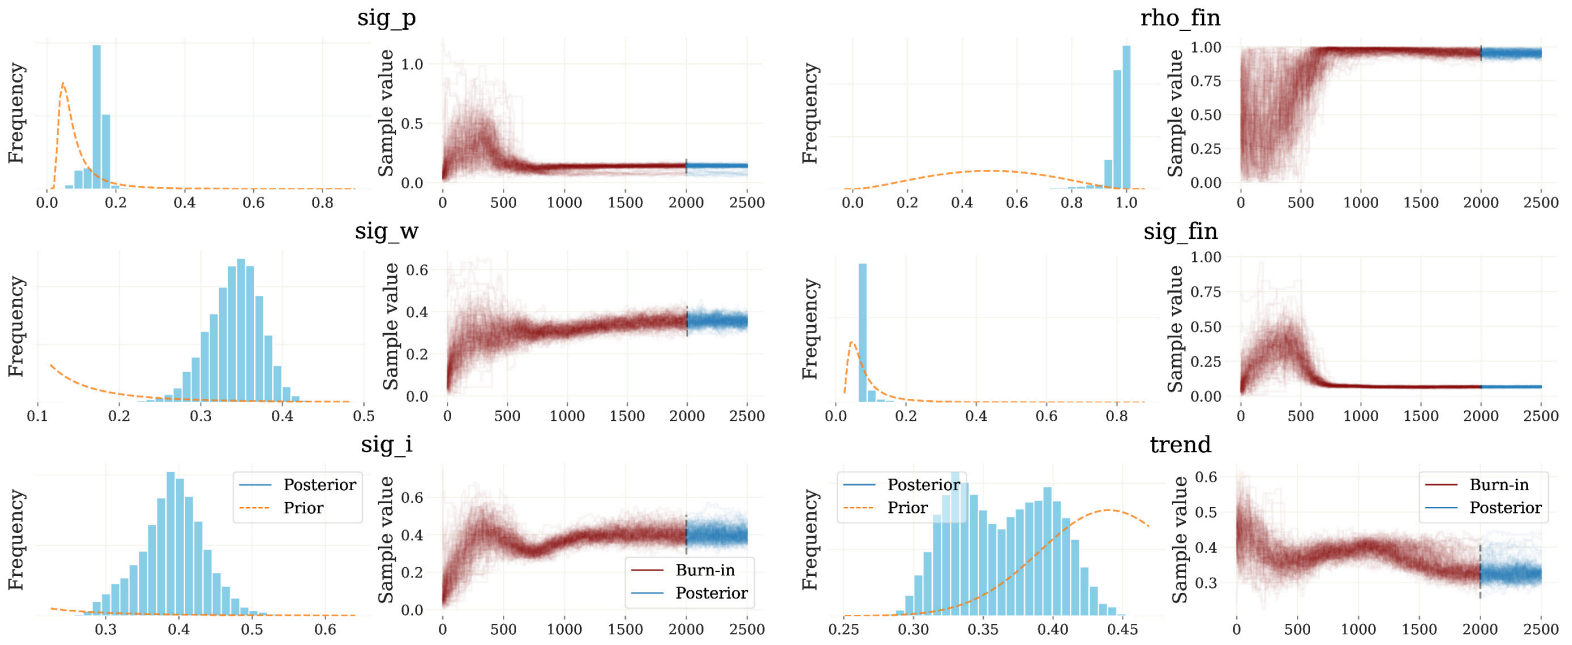 sig_p
rho_fin
Frequency
0.0 0.2 0.4 0.6 0.8
Sample value
1.0
0.5
0.0
0 500 1000 1500 2000 2500
Frequency
0.0 0.2 0.4 0.6 0.8 1.0
Sample value
1.00
0.75
0.50
0.25
0.00
0 500 1000 1500 2000 2500
sig_w
sig_fin
Frequency
0.1 0.2 0.3 0.4 0.5
Sample value
0.6
0.4
0.2
0.0
0 500 1000 1500 2000 2500
Frequency
0.0 0.2 0.4 0.6 0.8
Sample value
1.00
0.75
0.50
0.25
0.00
0 500 1000 1500 2000 2500
sig_i
trend
Frequency
Posterior
Prior
0.3 0.4 0.5 0.6
Sample value
0.6
0.4
0.2
0.0
Burn-in
Posterior
0 500 1000 1500 2000 2500
Frequency
Posterior
Prior
0.25 0.30 0.35 0.40 0.45
Sample value
0.6
0.5
0.4
0.3
Burn-in
Posterior
0 500 1000 1500 2000 2500